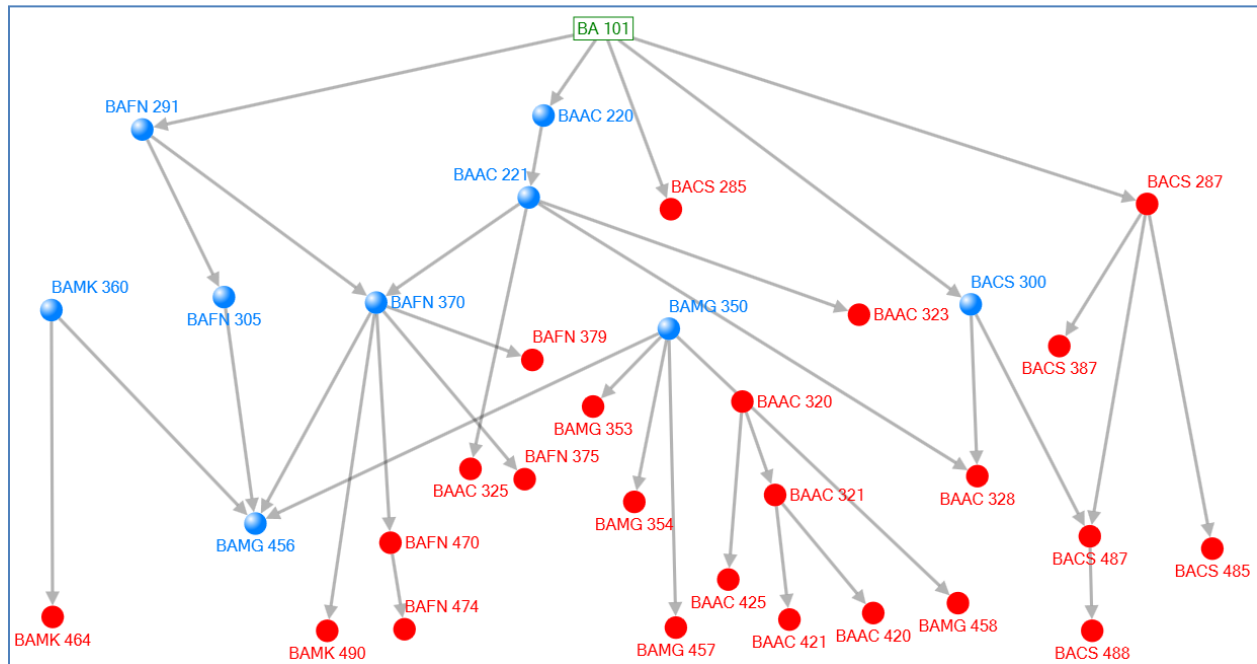 BA 101
BAFN 291
BAAC 220
BAAC 221
BACS 285
BACS 287
BAMK 360
BAFN 305
BAFN 370
BAMG 350
BACS 300
BAAC 323
BAFN 379
BACS 387
BAMG 353
BAAC 320
BAFN 375
BAAC 325
BAAC 328
BAAC 321
BAMG 354
BAMG 456
BAFN 470
BACS 487
BACS 485
BAFN 474
BAAC 425
BAMK 464
BAMK 490
BAMG 457
BAAC 421
BAAC 420
BAMG 458
BACS 488